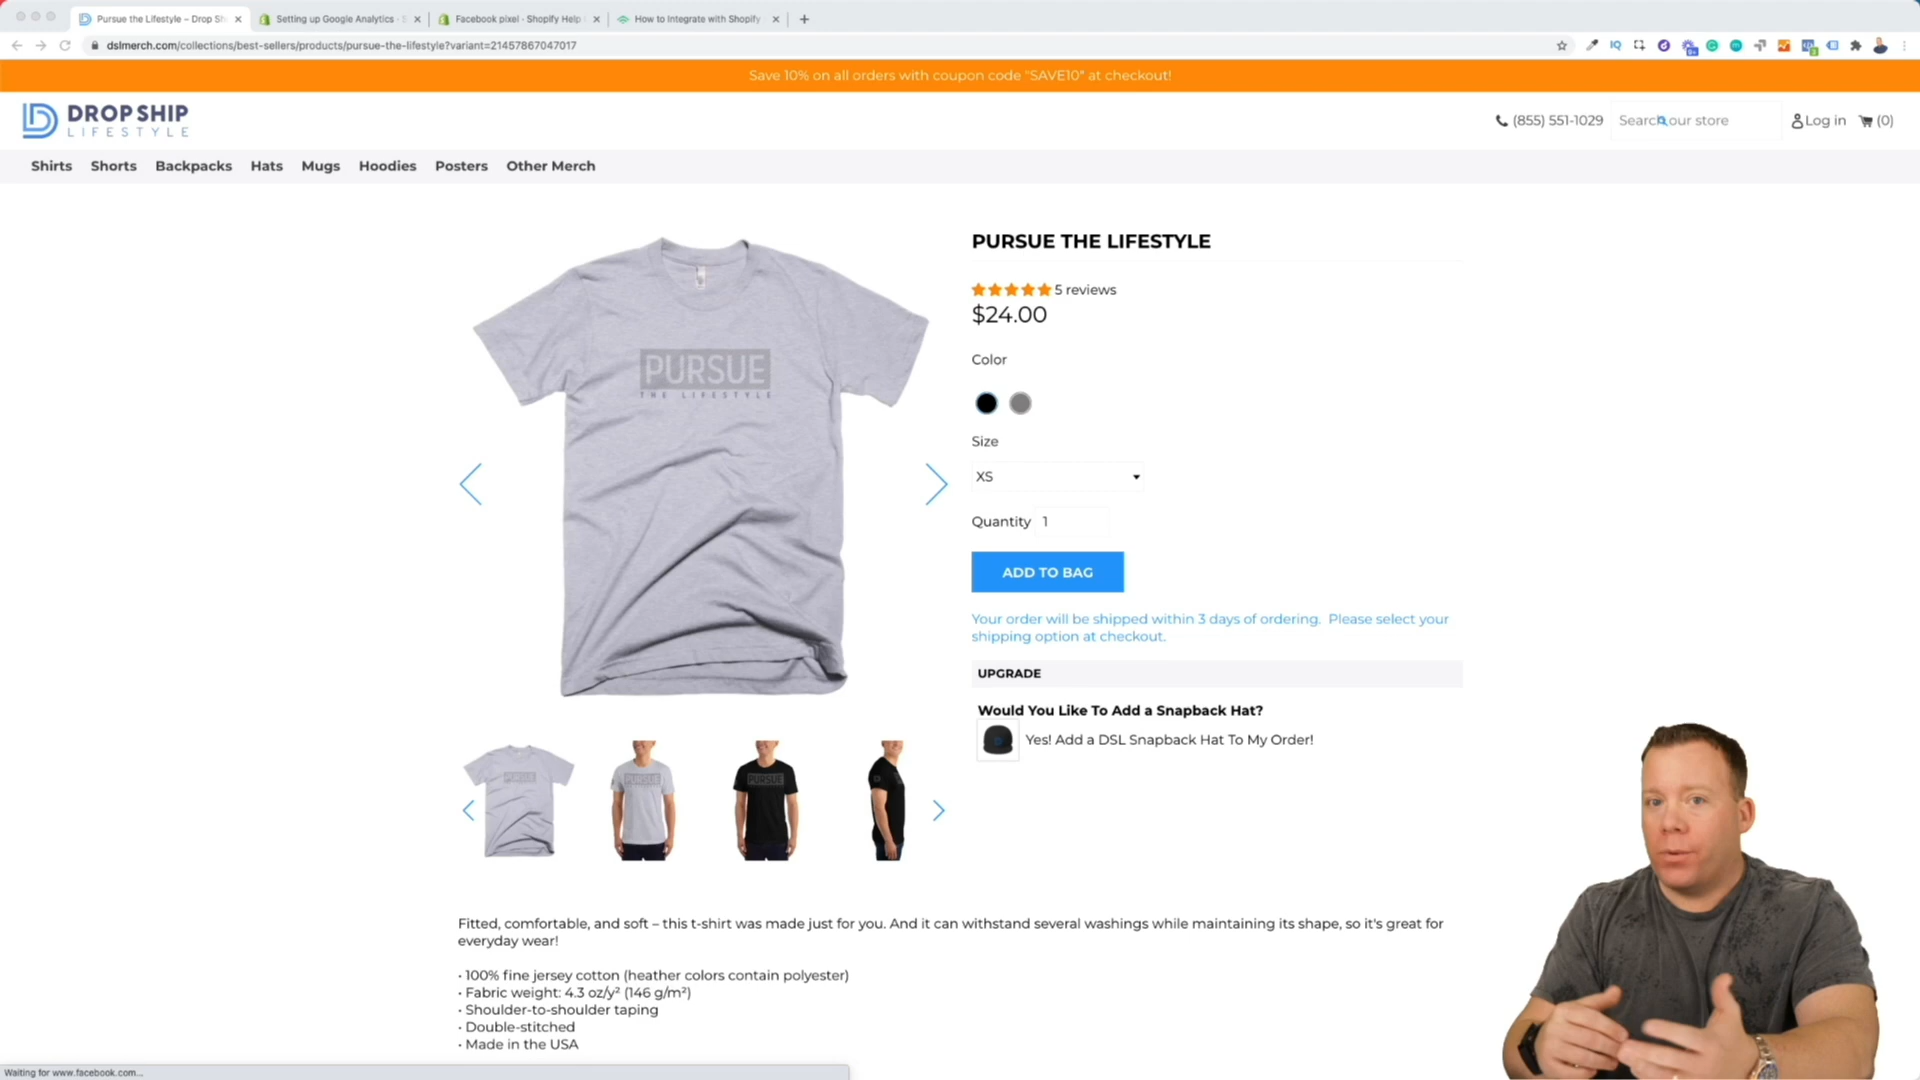 Pursue the Lifestyle – Drop Sh
Setting up Google Analytics · S
Facebook pixel · Shopify Help
How to Integrate with Shopify
dslmerch.com/collections/best-sellers/products/pursue-the-lifestyle?variant=21457867047017
Save 10% on all orders with coupon code "SAVE10" at checkout!
DROP SHIP
LIFESTYLE
(855) 551-1029
Search our store
Log in
(0)
Shirts Shorts Backpacks Hats Mugs Hoodies Posters Other Merch
PURSUE THE LIFESTYLE
5 reviews
$24.00
Color
Size
XS
Quantity 1
ADD TO BAG
Your order will be shipped within 3 days of ordering. Please select your
shipping option at checkout.
UPGRADE
Would You Like To Add a Snapback Hat?
Yes! Add a DSL Snapback Hat To My Order!
PURSUE
THE LIFESTYLE
PURSUE
PURSUE
PURSUE
Fitted, comfortable, and soft – this t-shirt was made just for you. And it can withstand several washings while maintaining its shape, so it's great for
everyday wear!
• 100% fine jersey cotton (heather colors contain polyester)
• Fabric weight: 4.3 oz/y² (146 g/m²)
• Shoulder-to-shoulder taping
• Double-stitched
• Made in the USA
Waiting for www.facebook.com...